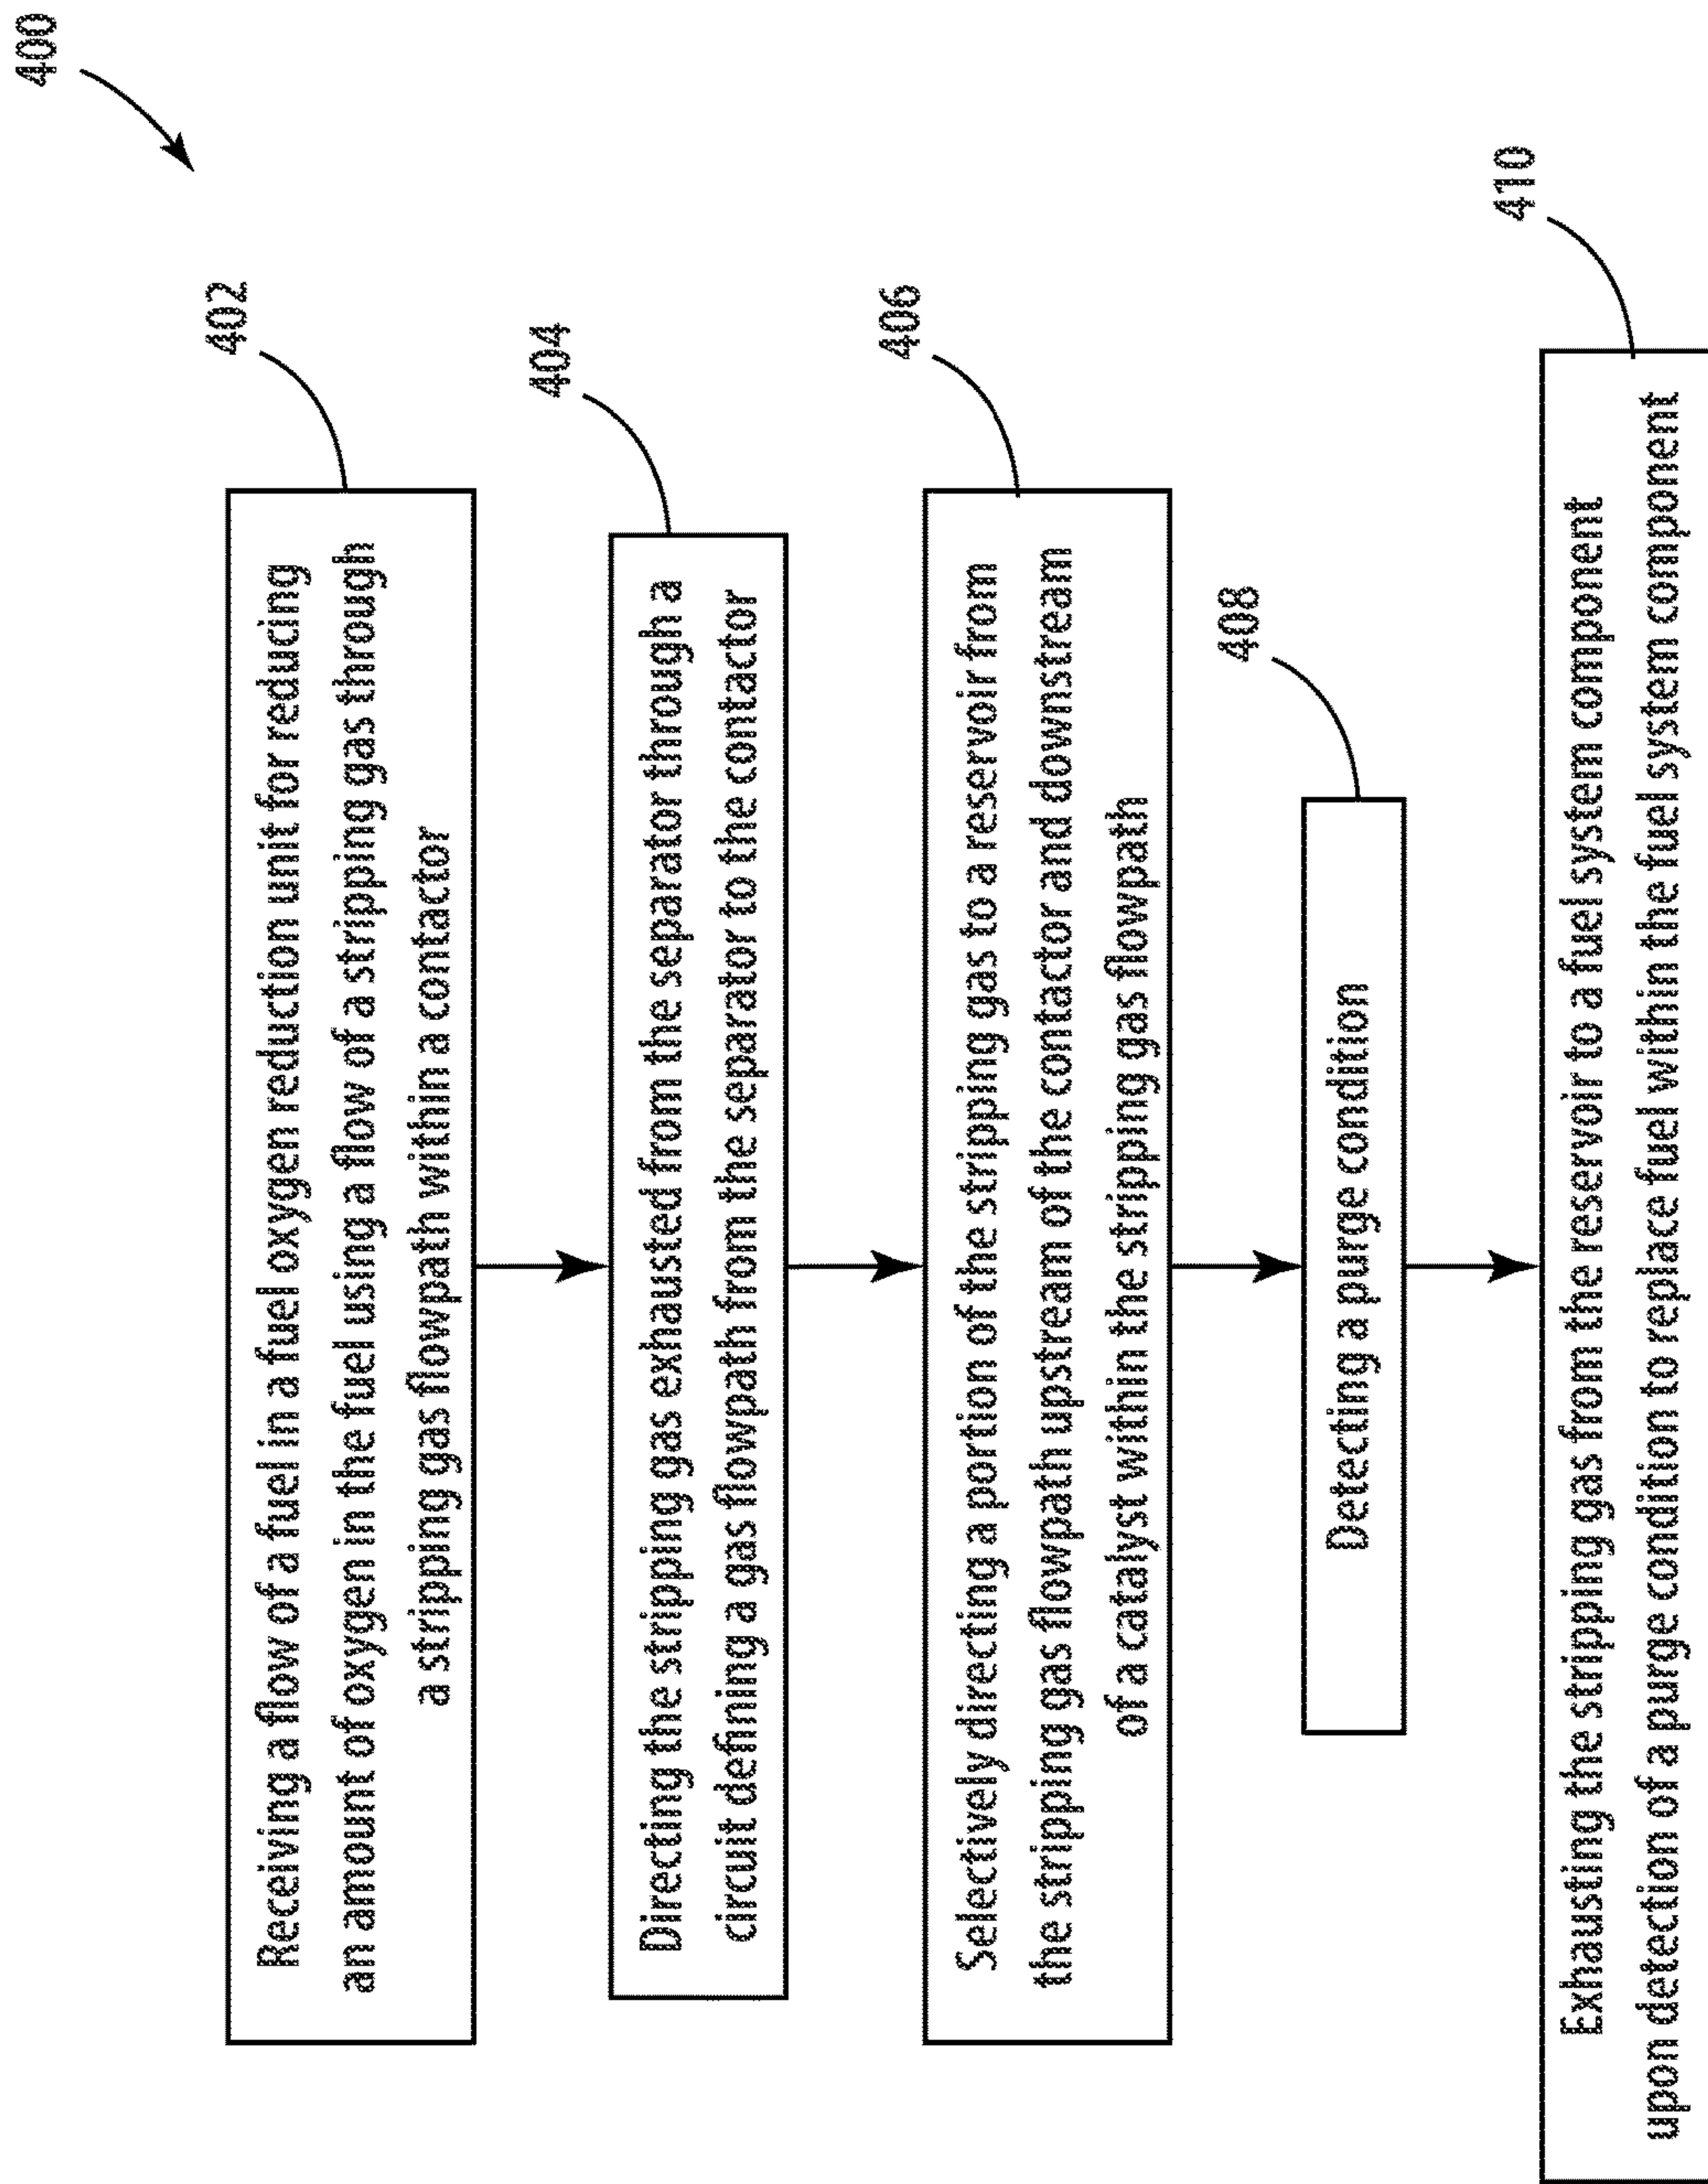 400
402
Receiving a flow of a fuel in a fuel oxygen reduction unit for reducing
an amount of oxygen in the fuel using a flow of a stripping gas through
a stripping gas flowpath within a contactor
404
Directing the stripping gas exhausted from the separator through a
circuit defining a gas flowpath from the separator to the contactor
406
Selectively directing a portion of the stripping gas to a reservoir from
the stripping gas flowpath upstream of the contactor and downstream
of a catalyst within the stripping gas flowpath
408
Detecting a purge condition
410
Exhausting the stripping gas from the reservoir to a fuel system component
upon detection of a purge condition to replace fuel within the fuel system component